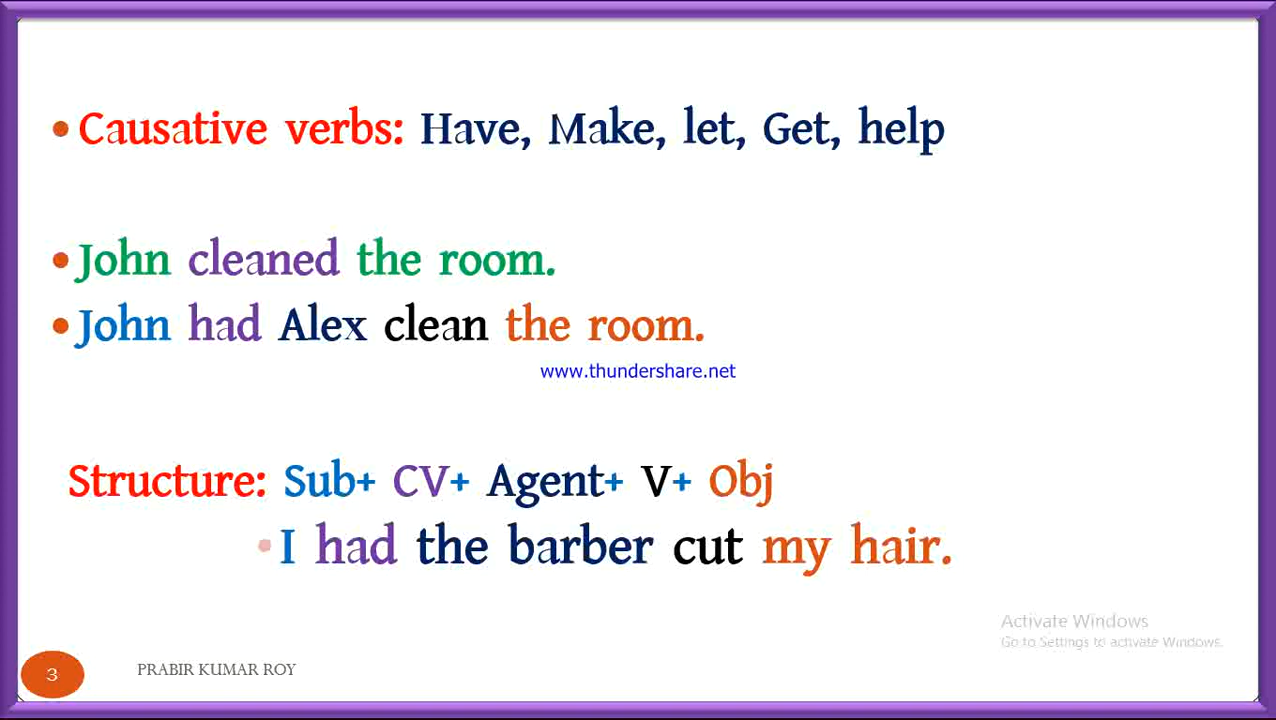 • Causative verbs: Have, Make, let, Get, help
• John cleaned the room.
• John had Alex clean the room.
www.thundershare.net
Structure: Sub+ CV+ Agent+ V+ Obj
• I had the barber cut my hair.
Activate Windows
Go to Settings to activate Windows.
3 PRABIR KUMAR ROY